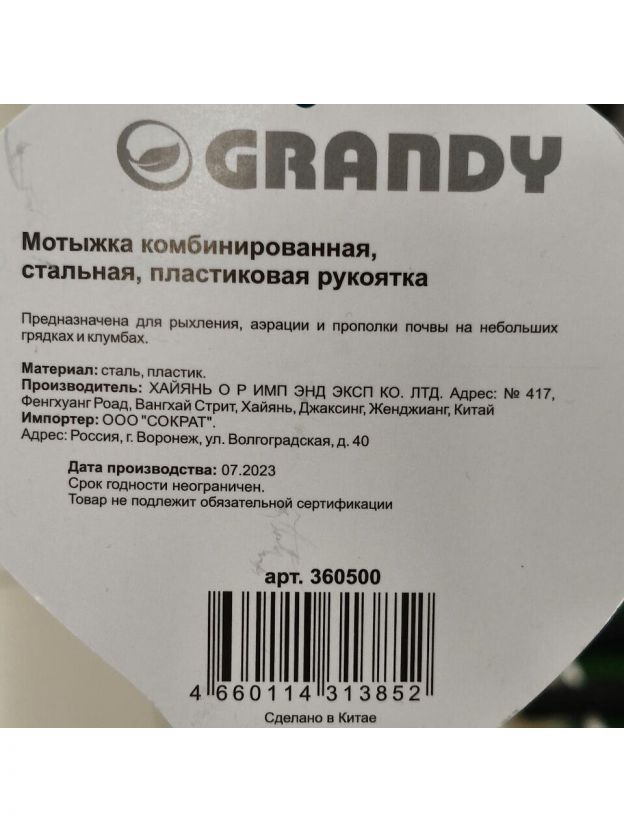 GRANDY
Мотыжка комбинированная,
стальная, пластиковая рукоятка
Предназначена для рыхления, аэрации и прополки почвы на небольших
грядках и клумбах.
Материал: сталь, пластик.
Производитель: ХАЙЯНЬ О Р ИМП ЭНД ЭКСП КО. ЛТД. Адрес: № 417,
Фенгхуанг Роад, Вангхай Стрит, Хайянь, Джаксинг, Женджианг, Китай
Импортер: ООО "СОКРАТ".
Адрес: Россия, г. Воронеж, ул. Волгоградская, д. 40
Дата производства: 07.2023
Срок годности неограничен.
Товар не подлежит обязательной сертификации
арт. 360500
4 660114 313852
Сделано в Китае